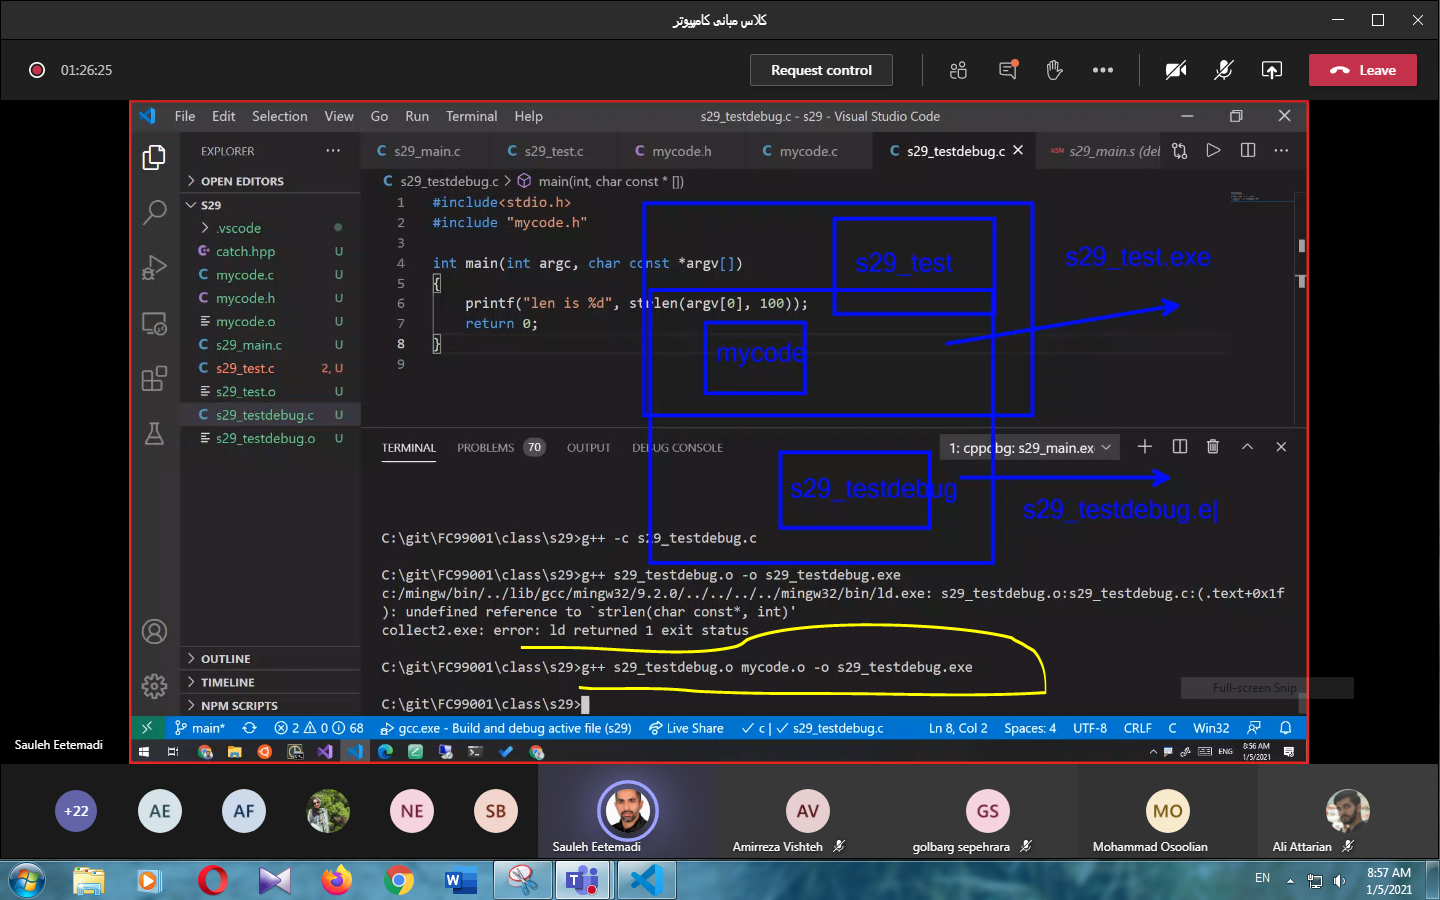 کلاس مبانی کامپیوتر
01:26:25
Request control
Leave
File Edit Selection View Go Run Terminal Help
s29_testdebug.c - s29 - Visual Studio Code
EXPLORER
s29_main.c
s29_test.c
mycode.h
mycode.c
s29_testdebug.c
ASM s29_main.s (del
OPEN EDITORS
S29
.vscode
catch.hpp U
mycode.c U
mycode.h U
mycode.o U
s29_main.c U
s29_test.c 2, U
s29_test.o U
s29_testdebug.c U
s29_testdebug.o U
OUTLINE
TIMELINE
NPM SCRIPTS
s29_testdebug.c > main(int, char const * [])
1 #include<stdio.h>
2 #include "mycode.h"
3
4 int main(int argc, char const *argv[])
5 {
6 printf("len is %d", strlen(argv[0], 100));
7 return 0;
8 }
9
s29_test
s29_test.exe
mycode
s29_testdebug
s29_testdebug.e
TERMINAL PROBLEMS 70 OUTPUT DEBUG CONSOLE
1: cppdbg: s29_main.ex
C:\git\FC99001\class\s29>g++ -c s29_testdebug.c
C:\git\FC99001\class\s29>g++ s29_testdebug.o -o s29_testdebug.exe
c:/mingw/bin/../lib/gcc/mingw32/9.2.0/../../../../mingw32/bin/ld.exe: s29_testdebug.o:s29_testdebug.c:(.text+0x1f
): undefined reference to `strlen(char const*, int)'
collect2.exe: error: ld returned 1 exit status
C:\git\FC99001\class\s29>g++ s29_testdebug.o mycode.o -o s29_testdebug.exe
C:\git\FC99001\class\s29>
Full-screen Snip
main* 2 0 68 gcc.exe - Build and debug active file (s29) Live Share c | s29_testdebug.c Ln 8, Col 2 Spaces: 4 UTF-8 CRLF C Win32
ENG
8:56 AM
1/5/2021
Sauleh Eetemadi
+22
AE
AF
NE
SB
Sauleh Eetemadi
AV
Amirreza Vishteh
GS
golbarg sepehrara
MO
Mohammad Osoolian
Ali Attarian
EN
8:57 AM
1/5/2021